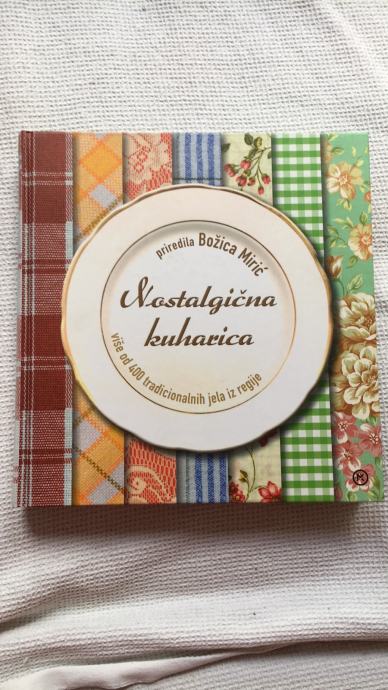 priredila Božica Mirić
Nostalgična
kuharica
više od 400 tradicionalnih jela iz regije